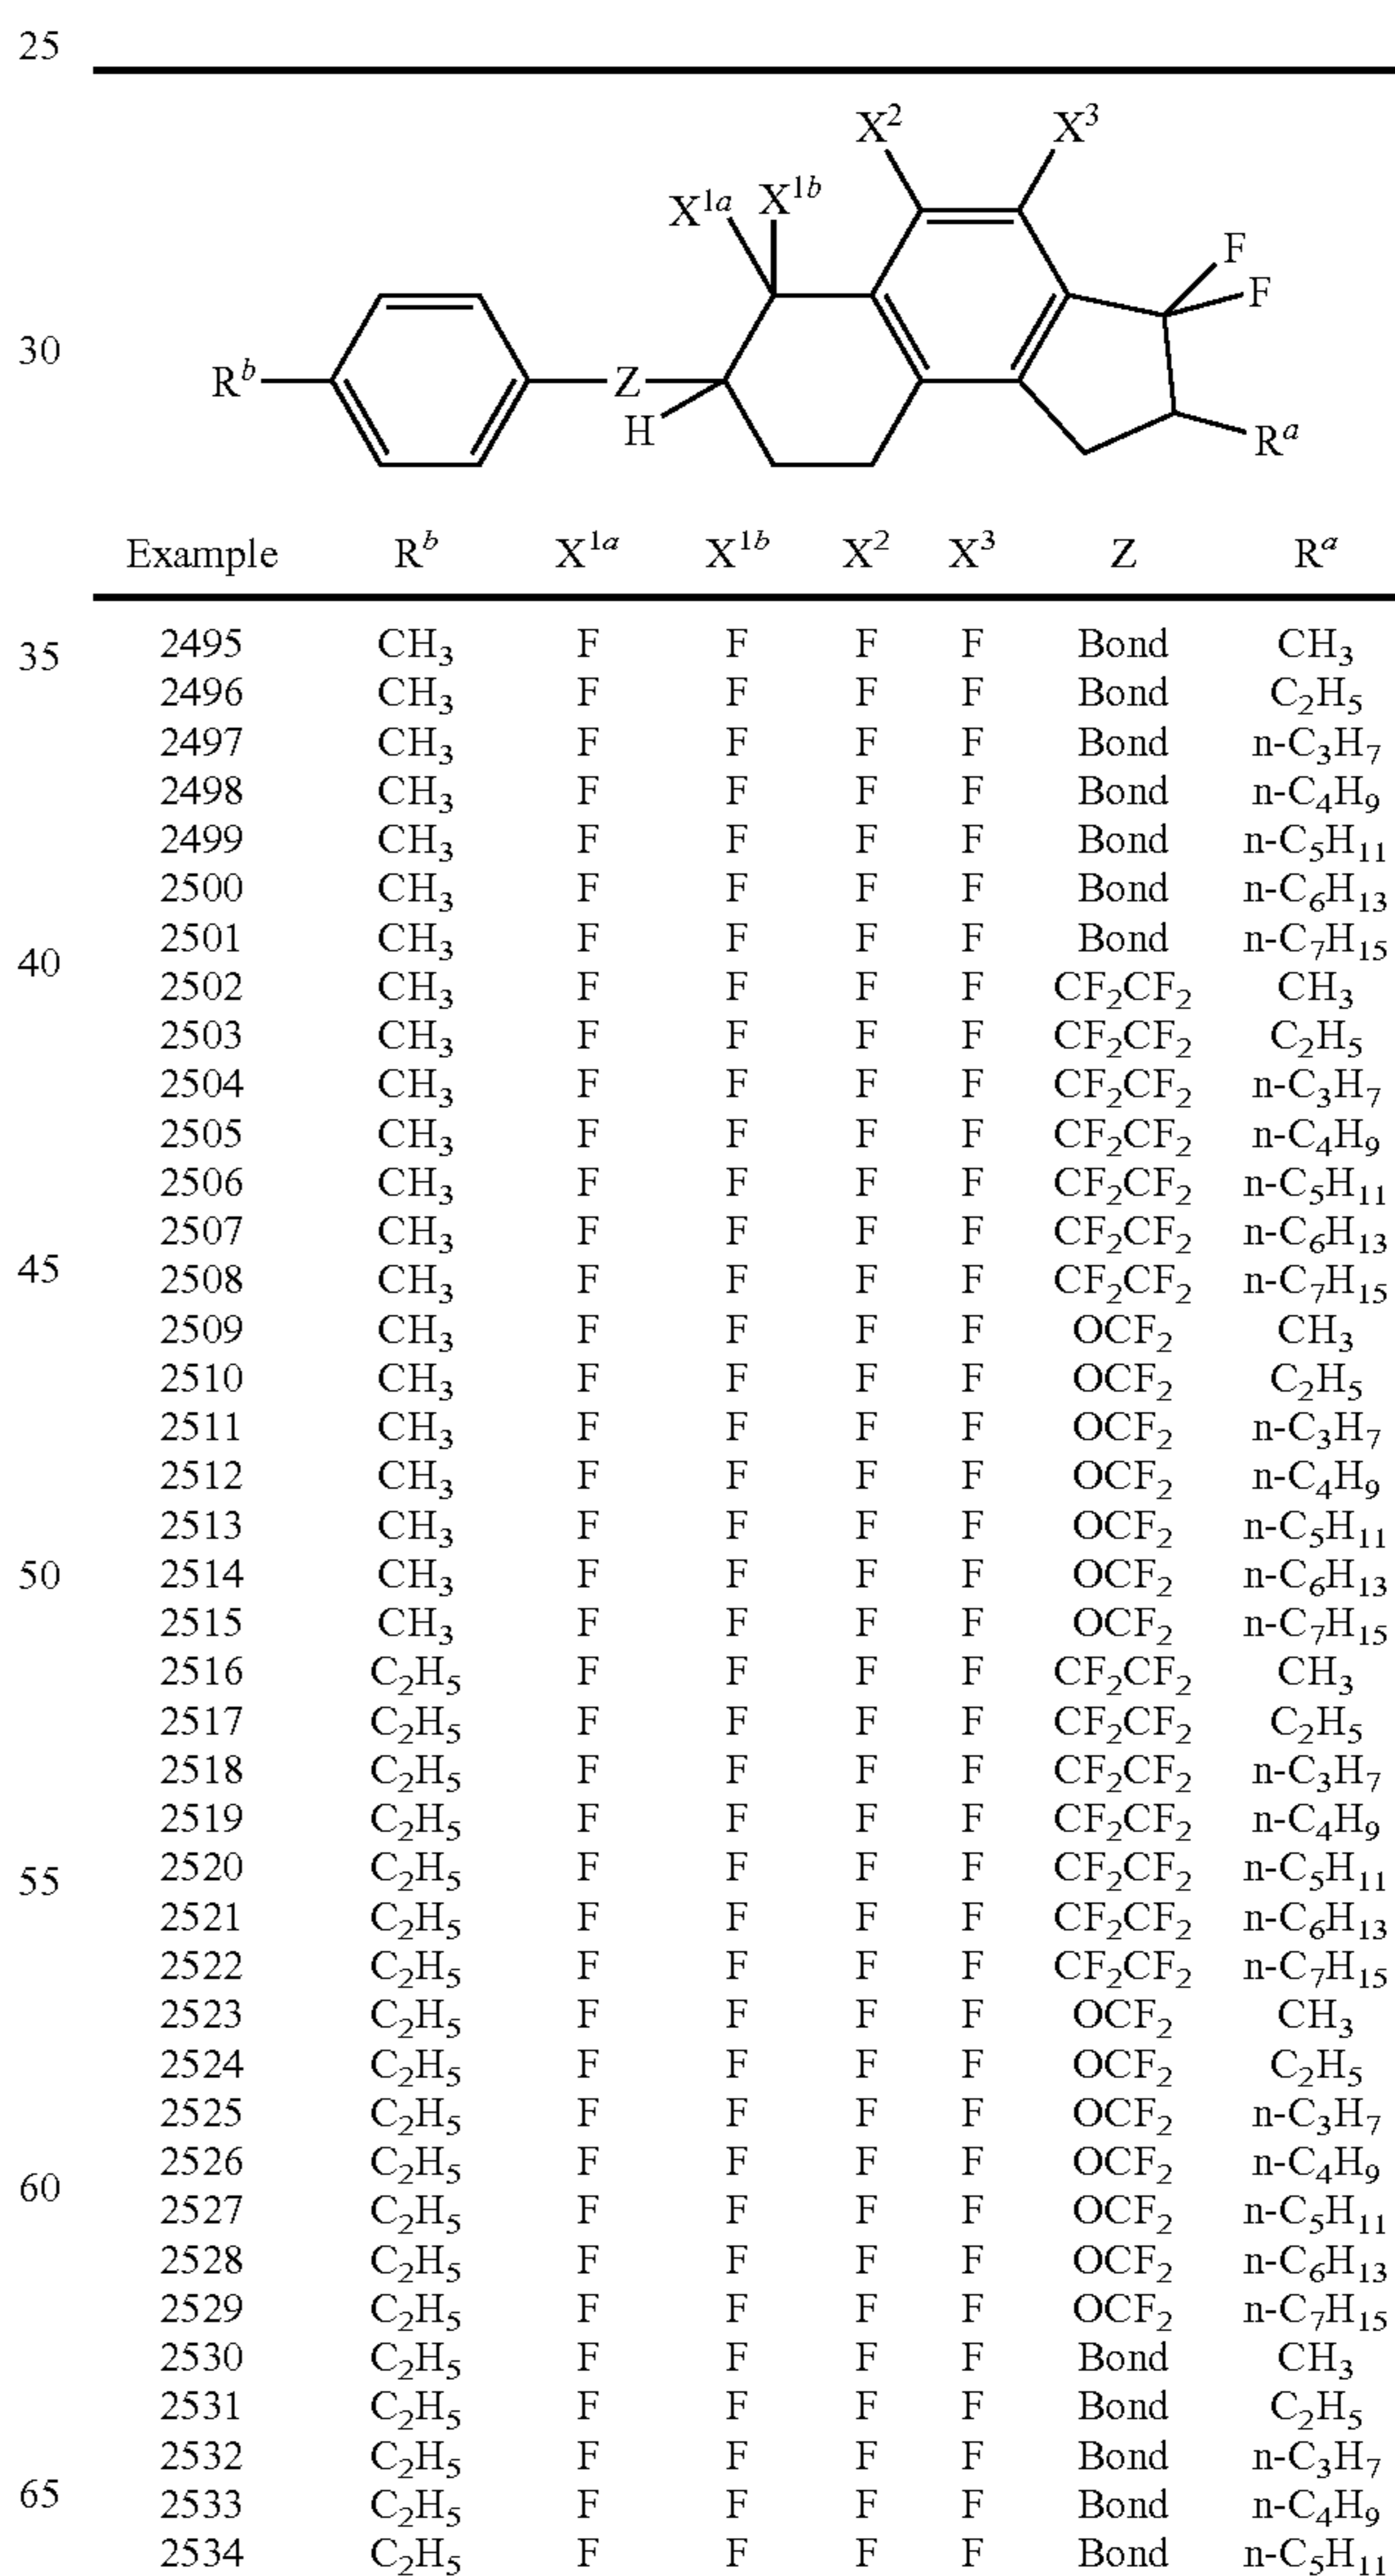 25
X² X³
X¹ᵃ X¹ᵇ
F
F
30
Rᵇ Z
H
Rᵃ
Example Rᵇ X¹ᵃ X¹ᵇ X² X³ Z Rᵃ
35 2495 CH₃ F F F F Bond CH₃
2496 CH₃ F F F F Bond C₂H₅
2497 CH₃ F F F F Bond n-C₃H₇
2498 CH₃ F F F F Bond n-C₄H₉
2499 CH₃ F F F F Bond n-C₅H₁₁
2500 CH₃ F F F F Bond n-C₆H₁₃
2501 CH₃ F F F F Bond n-C₇H₁₅
40 2502 CH₃ F F F F CF₂CF₂ CH₃
2503 CH₃ F F F F CF₂CF₂ C₂H₅
2504 CH₃ F F F F CF₂CF₂ n-C₃H₇
2505 CH₃ F F F F CF₂CF₂ n-C₄H₉
2506 CH₃ F F F F CF₂CF₂ n-C₅H₁₁
2507 CH₃ F F F F CF₂CF₂ n-C₆H₁₃
45 2508 CH₃ F F F F CF₂CF₂ n-C₇H₁₅
2509 CH₃ F F F F OCF₂ CH₃
2510 CH₃ F F F F OCF₂ C₂H₅
2511 CH₃ F F F F OCF₂ n-C₃H₇
2512 CH₃ F F F F OCF₂ n-C₄H₉
2513 CH₃ F F F F OCF₂ n-C₅H₁₁
50 2514 CH₃ F F F F OCF₂ n-C₆H₁₃
2515 CH₃ F F F F OCF₂ n-C₇H₁₅
2516 C₂H₅ F F F F CF₂CF₂ CH₃
2517 C₂H₅ F F F F CF₂CF₂ C₂H₅
2518 C₂H₅ F F F F CF₂CF₂ n-C₃H₇
2519 C₂H₅ F F F F CF₂CF₂ n-C₄H₉
55 2520 C₂H₅ F F F F CF₂CF₂ n-C₅H₁₁
2521 C₂H₅ F F F F CF₂CF₂ n-C₆H₁₃
2522 C₂H₅ F F F F CF₂CF₂ n-C₇H₁₅
2523 C₂H₅ F F F F OCF₂ CH₃
2524 C₂H₅ F F F F OCF₂ C₂H₅
2525 C₂H₅ F F F F OCF₂ n-C₃H₇
2526 C₂H₅ F F F F OCF₂ n-C₄H₉
60 2527 C₂H₅ F F F F OCF₂ n-C₅H₁₁
2528 C₂H₅ F F F F OCF₂ n-C₆H₁₃
2529 C₂H₅ F F F F OCF₂ n-C₇H₁₅
2530 C₂H₅ F F F F Bond CH₃
2531 C₂H₅ F F F F Bond C₂H₅
2532 C₂H₅ F F F F Bond n-C₃H₇
65 2533 C₂H₅ F F F F Bond n-C₄H₉
2534 C₂H₅ F F F F Bond n-C₅H₁₁